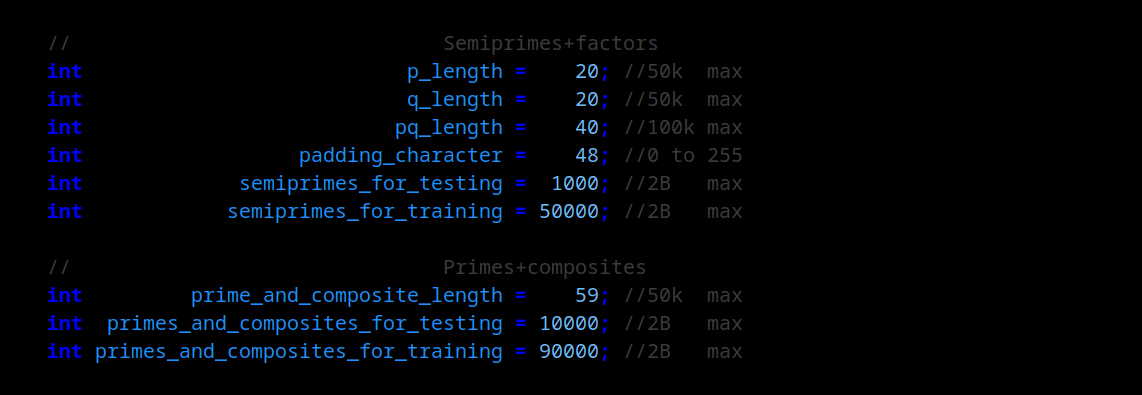 // Semiprimes+factors
int p_length = 20; //50k max
int q_length = 20; //50k max
int pq_length = 40; //100k max
int padding_character = 48; //0 to 255
int semiprimes_for_testing = 1000; //2B max
int semiprimes_for_training = 50000; //2B max
// Primes+composites
int prime_and_composite_length = 59; //50k max
int primes_and_composites_for_testing = 10000; //2B max
int primes_and_composites_for_training = 90000; //2B max